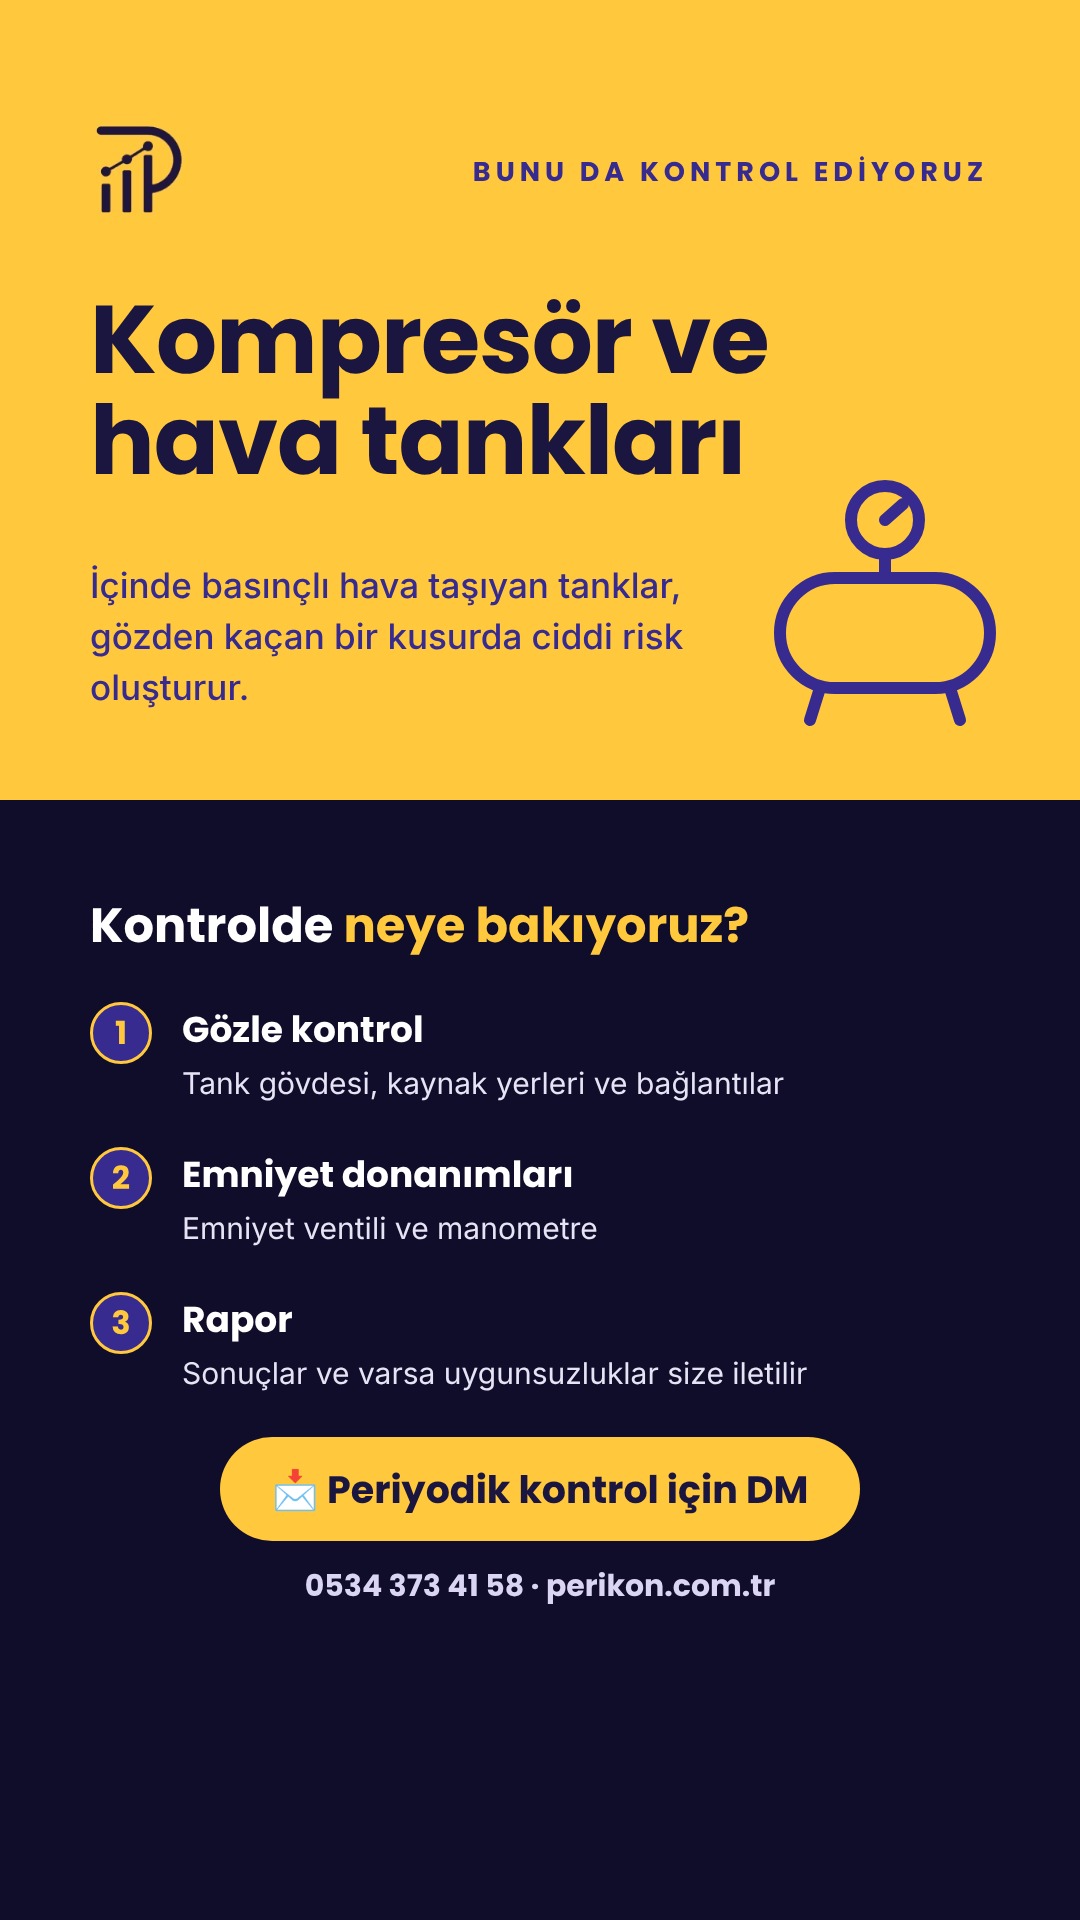 BUNU DA KONTROL EDİYORUZ
Kompresör ve
hava tankları
İçinde basınçlı hava taşıyan tanklar,
gözden kaçan bir kusurda ciddi risk
oluşturur.
Kontrolde neye bakıyoruz?
1 Gözle kontrol
Tank gövdesi, kaynak yerleri ve bağlantılar
2 Emniyet donanımları
Emniyet ventili ve manometre
3 Rapor
Sonuçlar ve varsa uygunsuzluklar size iletilir
📩 Periyodik kontrol için DM
0534 373 41 58 · perikon.com.tr